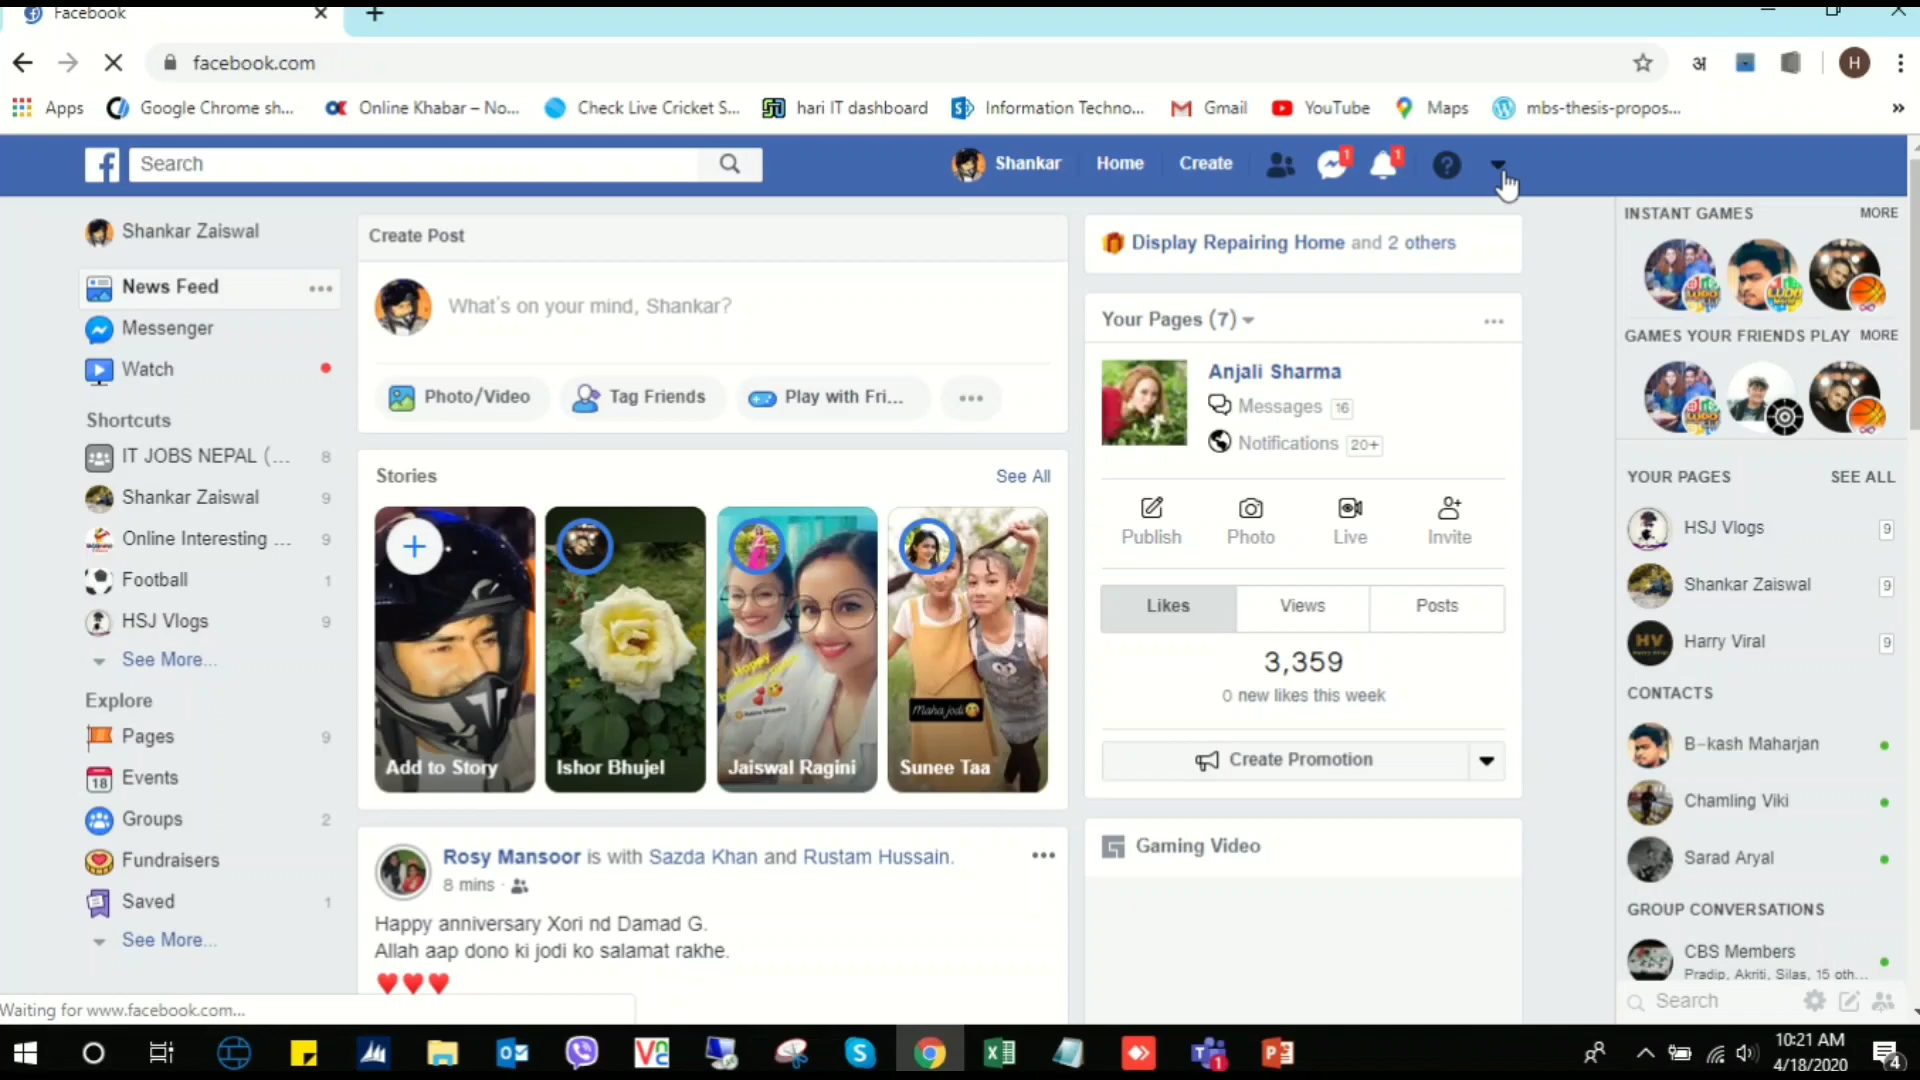 Facebook
facebook.com
Apps
Google Chrome sh...
Online Khabar – No...
Check Live Cricket S...
hari IT dashboard
Information Techno...
Gmail
YouTube
Maps
mbs-thesis-propos...
»
अ
H
Search
Shankar
Home
Create
1
1
Shankar Zaiswal
News Feed
Messenger
Watch
Shortcuts
IT JOBS NEPAL (... 8
Shankar Zaiswal 9
Online Interesting ... 9
Football 1
HSJ Vlogs 9
See More...
Explore
Pages 9
Events
18
Groups 2
Fundraisers
Saved 1
See More...
Create Post
What's on your mind, Shankar?
Photo/Video
Tag Friends
Play with Fri...
Stories
See All
Add to Story
Ishor Bhujel
Happy
Jaiswal Ragini
Maha jodi
Sunee Taa
Rosy Mansoor is with Sazda Khan and Rustam Hussain.
8 mins ·
Happy anniversary Xori nd Damad G.
Allah aap dono ki jodi ko salamat rakhe.
Display Repairing Home and 2 others
Your Pages (7)
Anjali Sharma
Messages 16
Notifications 20+
Publish
Photo
Live
Invite
Likes
Views
Posts
3,359
0 new likes this week
Create Promotion
Gaming Video
INSTANT GAMES MORE
LUDO
GAMES YOUR FRIENDS PLAY MORE
YOUR PAGES SEE ALL
HSJ Vlogs 9
Shankar Zaiswal 9
HV
Harry Viral 9
CONTACTS
B-kash Maharjan
Chamling Viki
Sarad Aryal
GROUP CONVERSATIONS
CBS Members
Pradip, Akriti, Silas, 15 oth...
Search
Waiting for www.facebook.com...
10:21 AM
4/18/2020
4